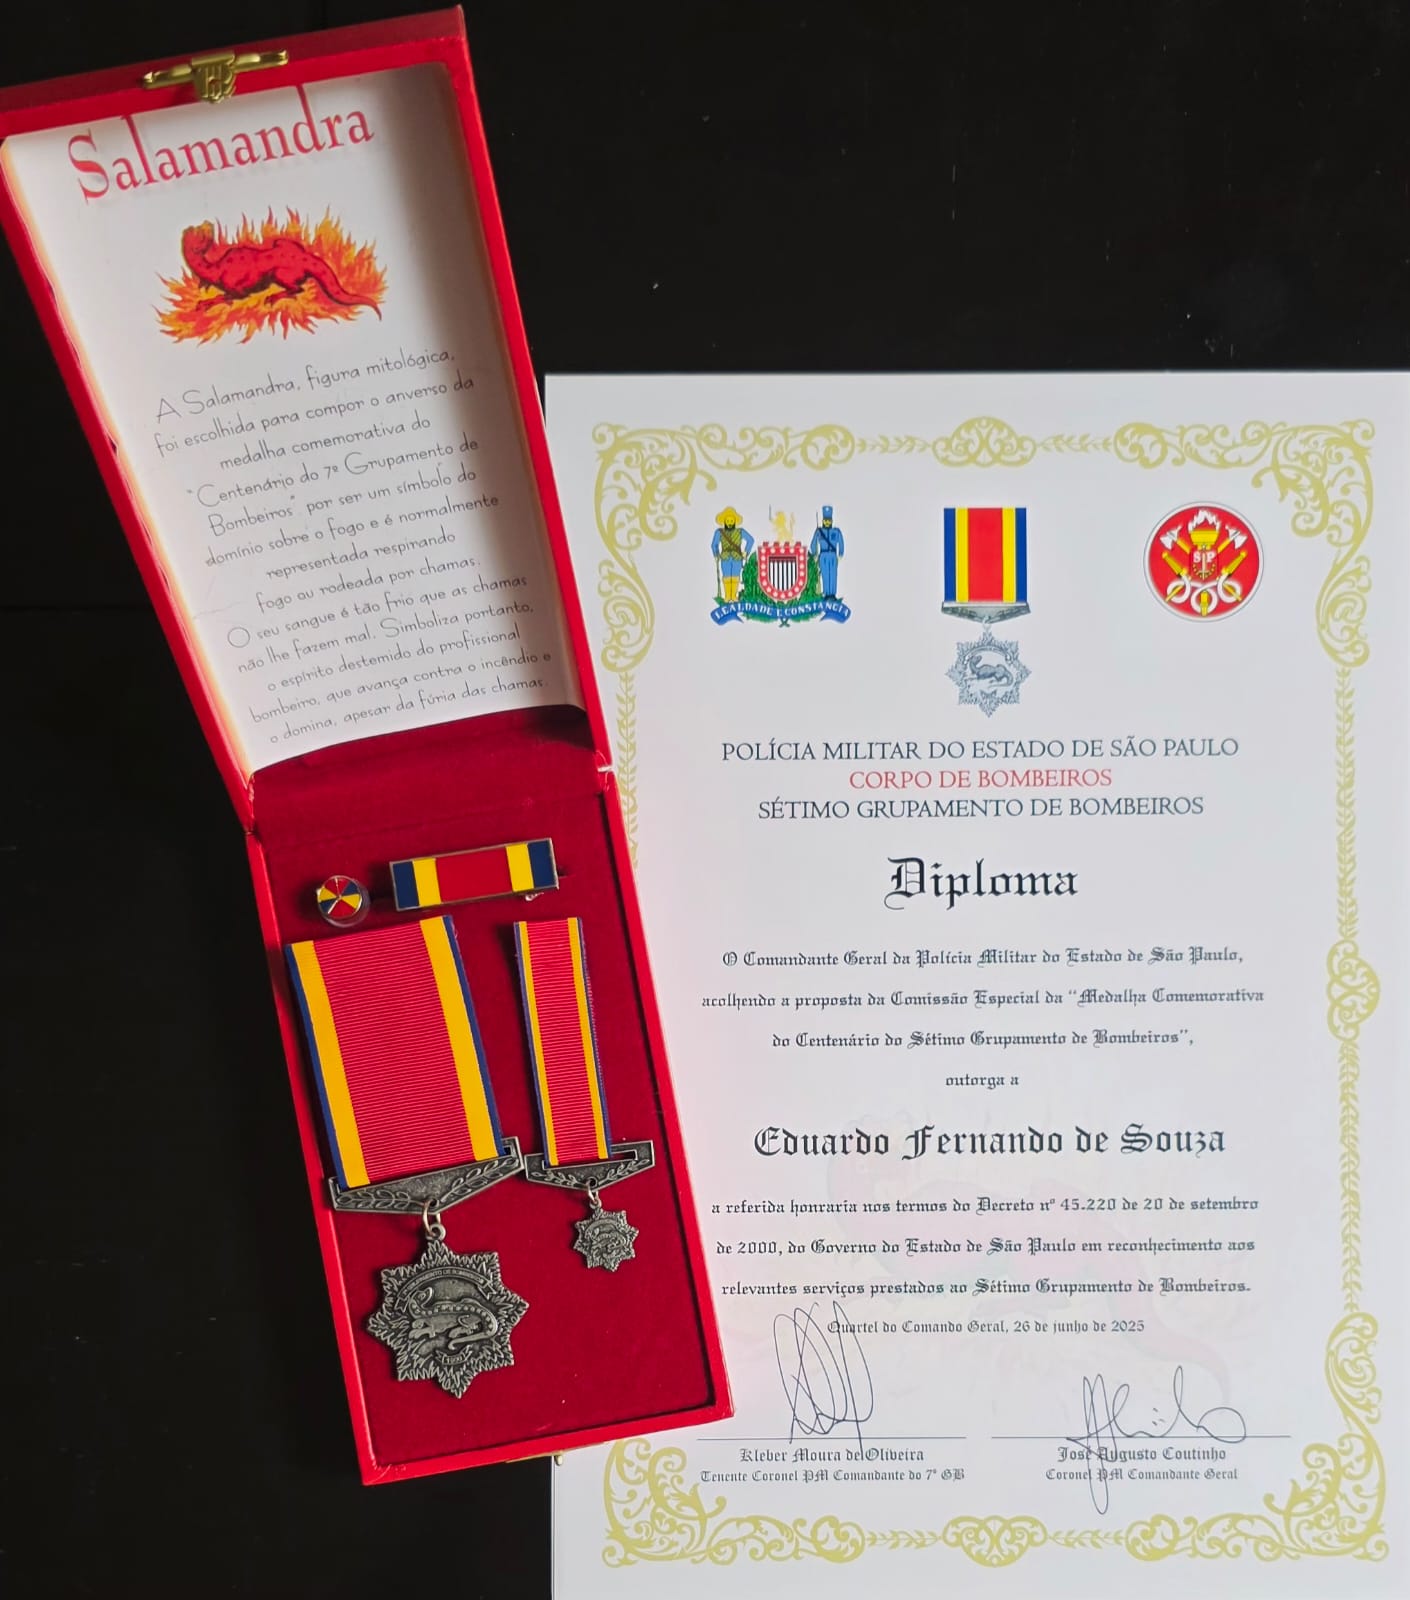 Salamandra
A Salamandra, figura mitológica,
foi escolhida para compor o anverso da
medalha comemorativa do
"Centenário do 7º Grupamento de
Bombeiros" por ser um símbolo do
domínio sobre o fogo e é normalmente
representada respirando
fogo ou rodeada por chamas.
O seu sangue é tão frio que as chamas
não lhe fazem mal. Simboliza portanto,
o espírito destemido do profissional
bombeiro, que avança contra o incêndio e
o domina, apesar da fúria das chamas.
LEALDADE E CONSTÂNCIA
SP
POLÍCIA MILITAR DO ESTADO DE SÃO PAULO
CORPO DE BOMBEIROS
SÉTIMO GRUPAMENTO DE BOMBEIROS
Diploma
O Comandante Geral da Polícia Militar do Estado de São Paulo,
acolhendo a proposta da Comissão Especial da "Medalha Comemorativa
do Centenário do Sétimo Grupamento de Bombeiros",
outorga a
Eduardo Fernando de Souza
a referida honraria nos termos do Decreto nº 45.220 de 20 de setembro
de 2000, do Governo do Estado de São Paulo em reconhecimento aos
relevantes serviços prestados ao Sétimo Grupamento de Bombeiros.
Quartel do Comando Geral, 26 de junho de 2025
Kleber Moura de Oliveira
Tenente Coronel PM Comandante do 7º GB
José Augusto Coutinho
Coronel PM Comandante Geral
GRUPAMENTO DE BOMBEIROS